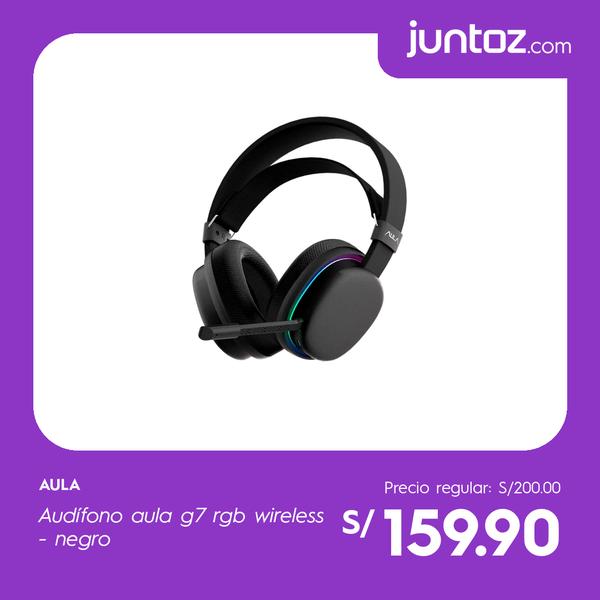 juntoz.com
AULA
AULA
Precio regular: S/200.00
Audífono aula g7 rgb wireless
- negro
S/159.90